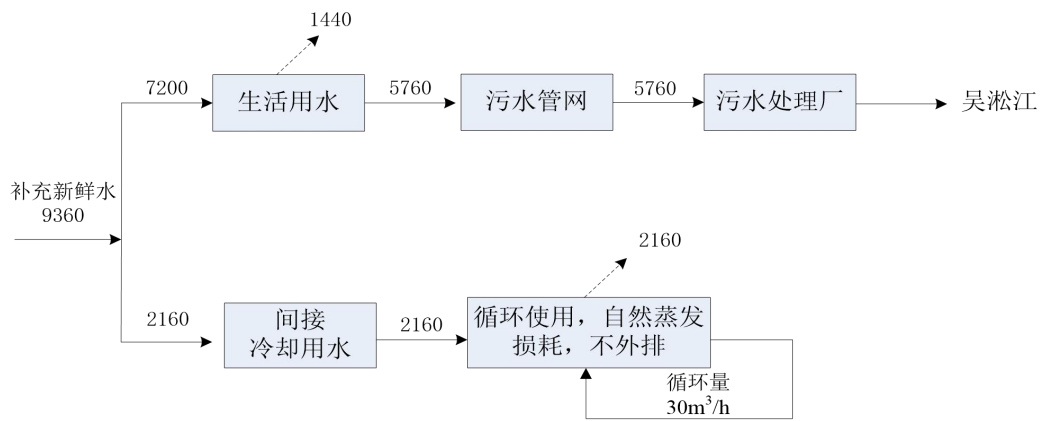 1440
7200
生活用水
5760
污水管网
5760
污水处理厂
吴淞江
补充新鲜水
9360
2160
间接
冷却用水
2160
2160
循环使用，自然蒸发
损耗，不外排
循环量
30m³/h